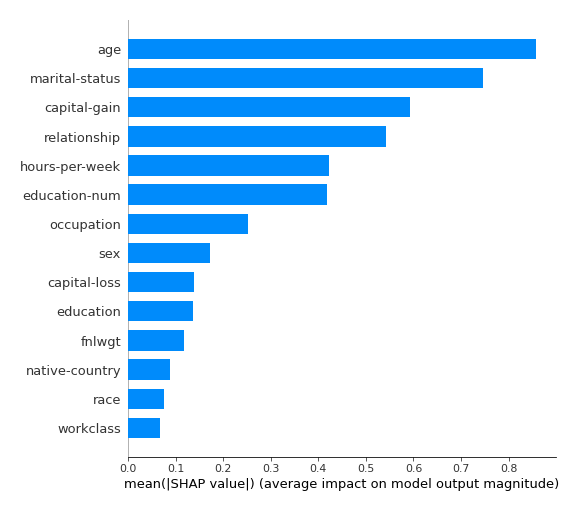 age
marital-status
capital-gain
relationship
hours-per-week
education-num
occupation
sex
capital-loss
education
fnlwgt
native-country
race
workclass
0.0 0.1 0.2 0.3 0.4 0.5 0.6 0.7 0.8
mean(|SHAP value|) (average impact on model output magnitude)